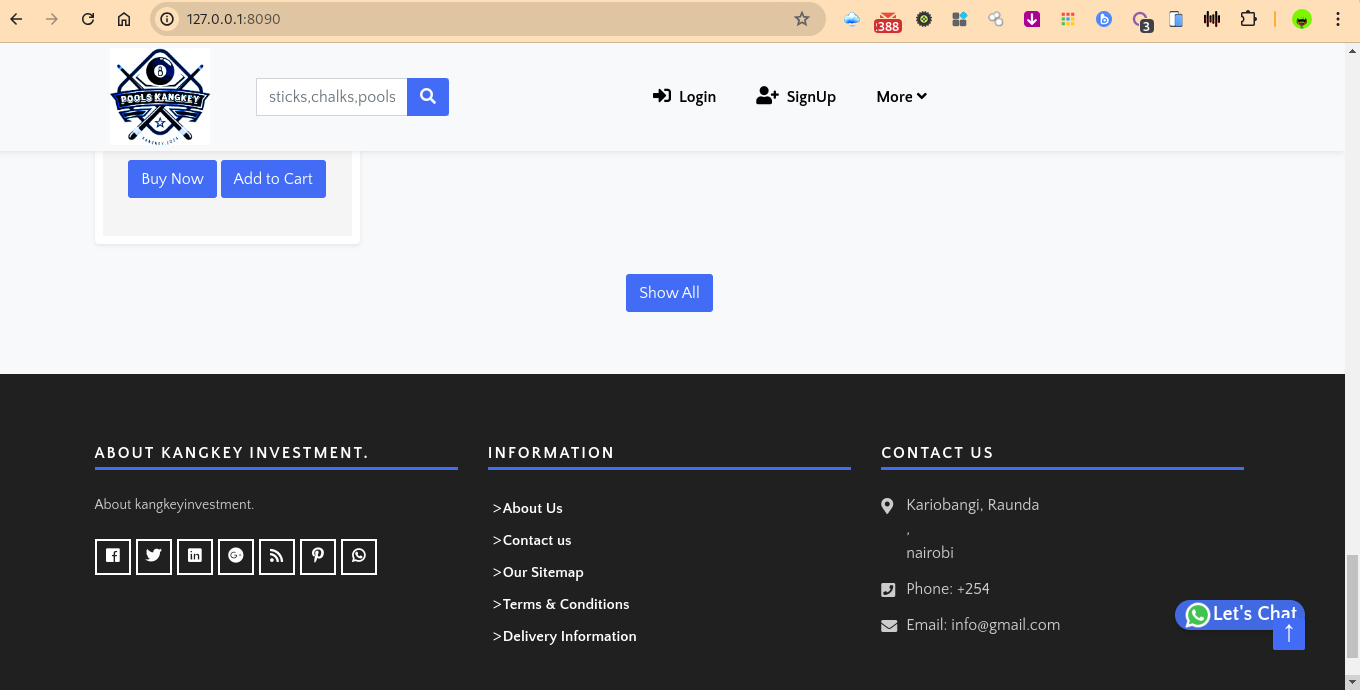 127.0.0.1:8090
388
3
8
POOLS KANGKEY
sticks,chalks,pools
Login
SignUp
More
Buy Now
Add to Cart
Show All
ABOUT KANGKEY INVESTMENT.
About kangkeyinvestment.
INFORMATION
>About Us
>Contact us
>Our Sitemap
>Terms & Conditions
>Delivery Information
CONTACT US
Kariobangi, Raunda
,
nairobi
Phone: +254
Email: info@gmail.com
Let's Chat
↑